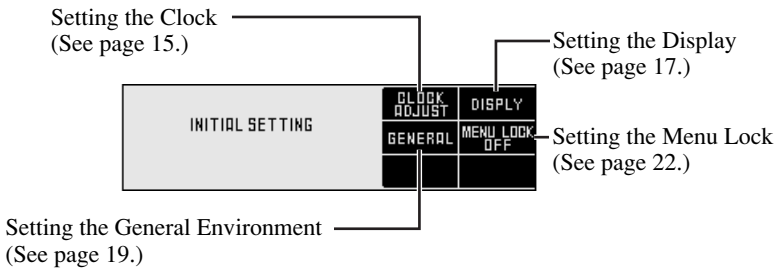 Setting the Clock
(See page 15.)
Setting the Display
(See page 17.)
INITIAL SETTING
CLOCK
ADJUST
DISPLY
GENERAL
MENU LOCK
OFF
Setting the Menu Lock
(See page 22.)
Setting the General Environment
(See page 19.)